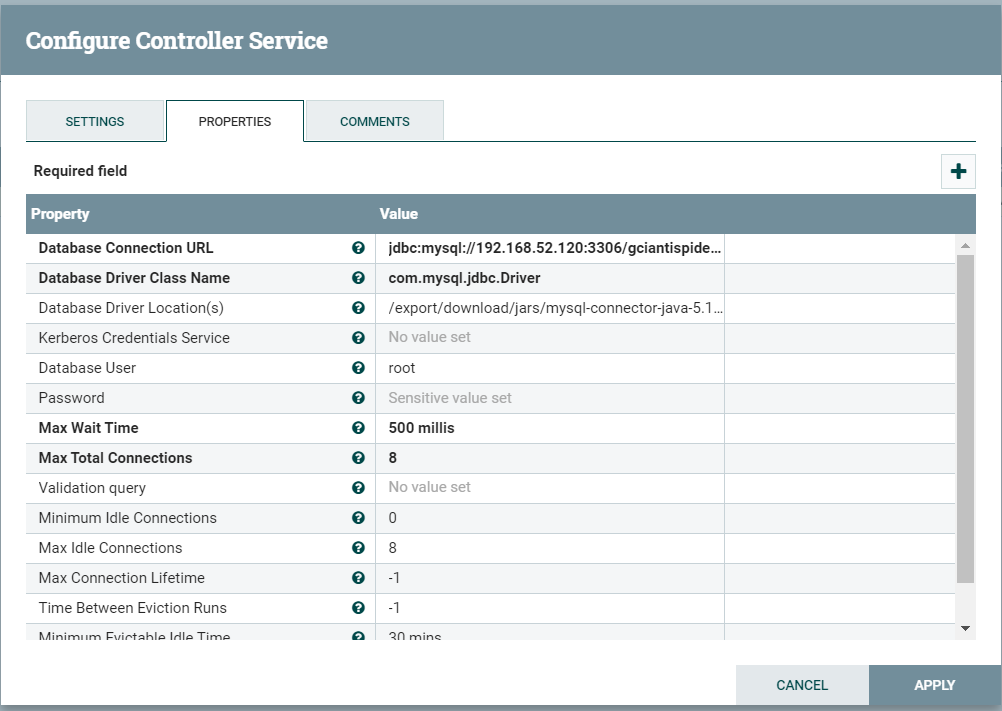 Configure Controller Service
SETTINGS PROPERTIES COMMENTS
Required field
Property Value
Database Connection URL jdbc:mysql://192.168.52.120:3306/gciantispide...
Database Driver Class Name com.mysql.jdbc.Driver
Database Driver Location(s) /export/download/jars/mysql-connector-java-5.1...
Kerberos Credentials Service No value set
Database User root
Password Sensitive value set
Max Wait Time 500 millis
Max Total Connections 8
Validation query No value set
Minimum Idle Connections 0
Max Idle Connections 8
Max Connection Lifetime -1
Time Between Eviction Runs -1
Minimum Evictable Idle Time 30 mins
CANCEL APPLY